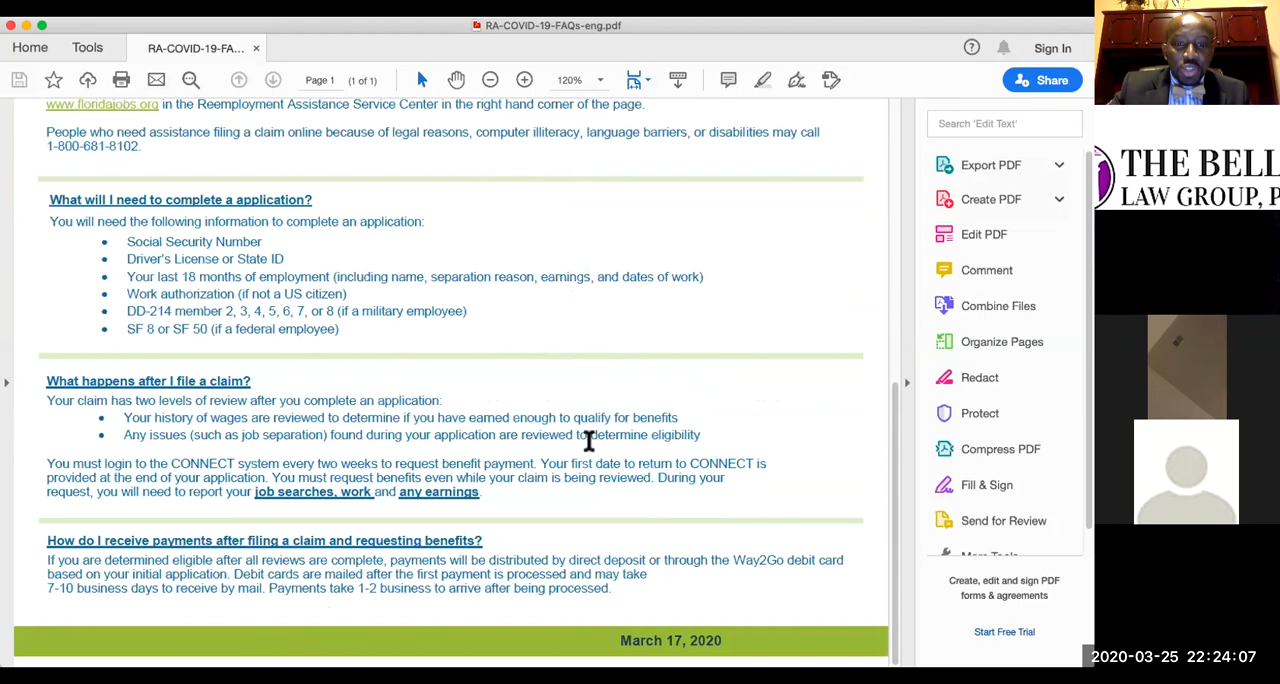 RA-COVID-19-FAQs-eng.pdf
Home Tools RA-COVID-19-FA... × Sign In
Page 1 (1 of 1) 120% Share
www.floridajobs.org in the Reemployment Assistance Service Center in the right hand corner of the page.
People who need assistance filing a claim online because of legal reasons, computer illiteracy, language barriers, or disabilities may call
1-800-681-8102.
What will I need to complete a application?
You will need the following information to complete an application:
• Social Security Number
• Driver's License or State ID
• Your last 18 months of employment (including name, separation reason, earnings, and dates of work)
• Work authorization (if not a US citizen)
• DD-214 member 2, 3, 4, 5, 6, 7, or 8 (if a military employee)
• SF 8 or SF 50 (if a federal employee)
What happens after I file a claim?
Your claim has two levels of review after you complete an application:
• Your history of wages are reviewed to determine if you have earned enough to qualify for benefits
• Any issues (such as job separation) found during your application are reviewed to determine eligibility
You must login to the CONNECT system every two weeks to request benefit payment. Your first date to return to CONNECT is
provided at the end of your application. You must request benefits even while your claim is being reviewed. During your
request, you will need to report your job searches, work and any earnings.
How do I receive payments after filing a claim and requesting benefits?
If you are determined eligible after all reviews are complete, payments will be distributed by direct deposit or through the Way2Go debit card
based on your initial application. Debit cards are mailed after the first payment is processed and may take
7-10 business days to receive by mail. Payments take 1-2 business to arrive after being processed.
March 17, 2020
Search 'Edit Text'
Export PDF
Create PDF
Edit PDF
Comment
Combine Files
Organize Pages
Redact
Protect
Compress PDF
Fill & Sign
Send for Review
More Tools
Create, edit and sign PDF
forms & agreements
Start Free Trial
THE BELL
LAW GROUP, P
2020-03-25 22:24:07